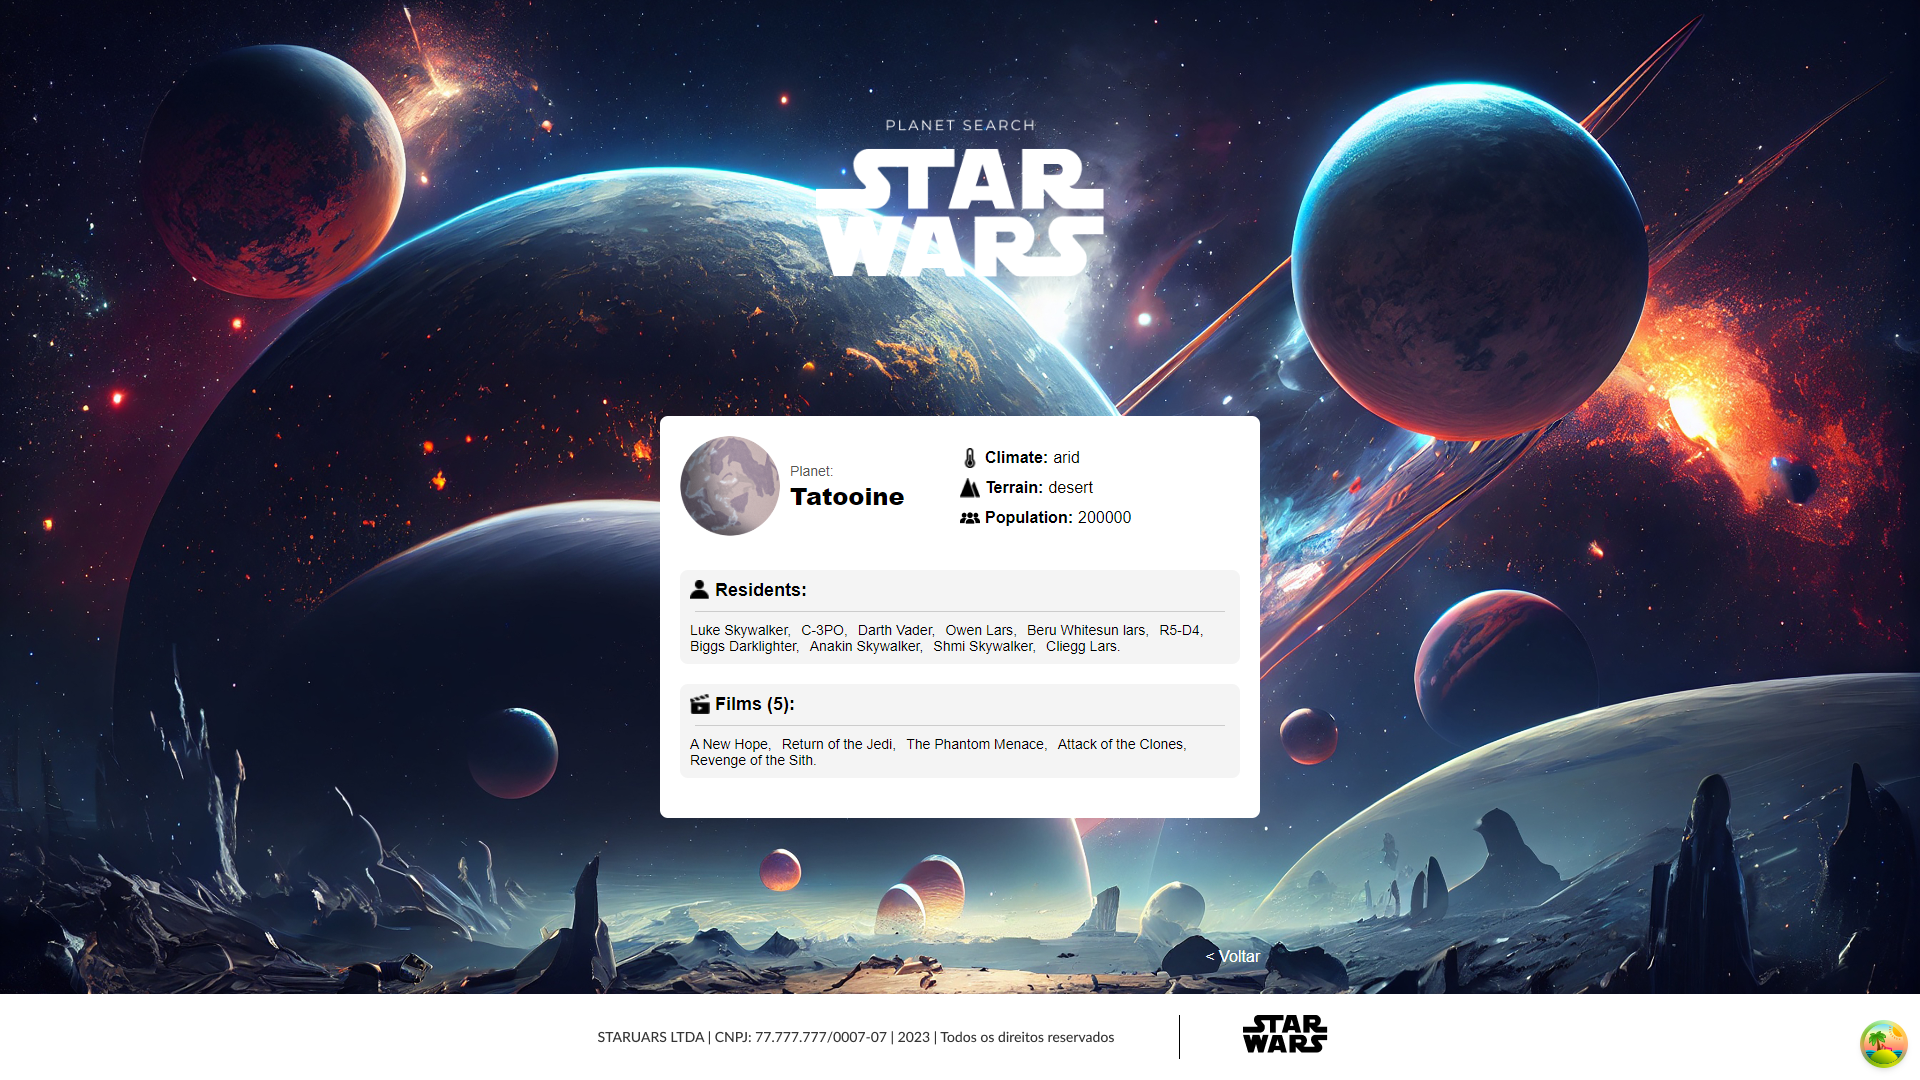 PLANET SEARCH
STAR
WARS
Planet:
Tatooine
Climate: arid
Terrain: desert
Population: 200000
Residents:
Luke Skywalker, C-3PO, Darth Vader, Owen Lars, Beru Whitesun lars, R5-D4,
Biggs Darklighter, Anakin Skywalker, Shmi Skywalker, Cliegg Lars.
Films (5):
A New Hope, Return of the Jedi, The Phantom Menace, Attack of the Clones,
Revenge of the Sith.
< Voltar
STARUARS LTDA | CNPJ: 77.777.777/0007-07 | 2023 | Todos os direitos reservados
STAR
WARS